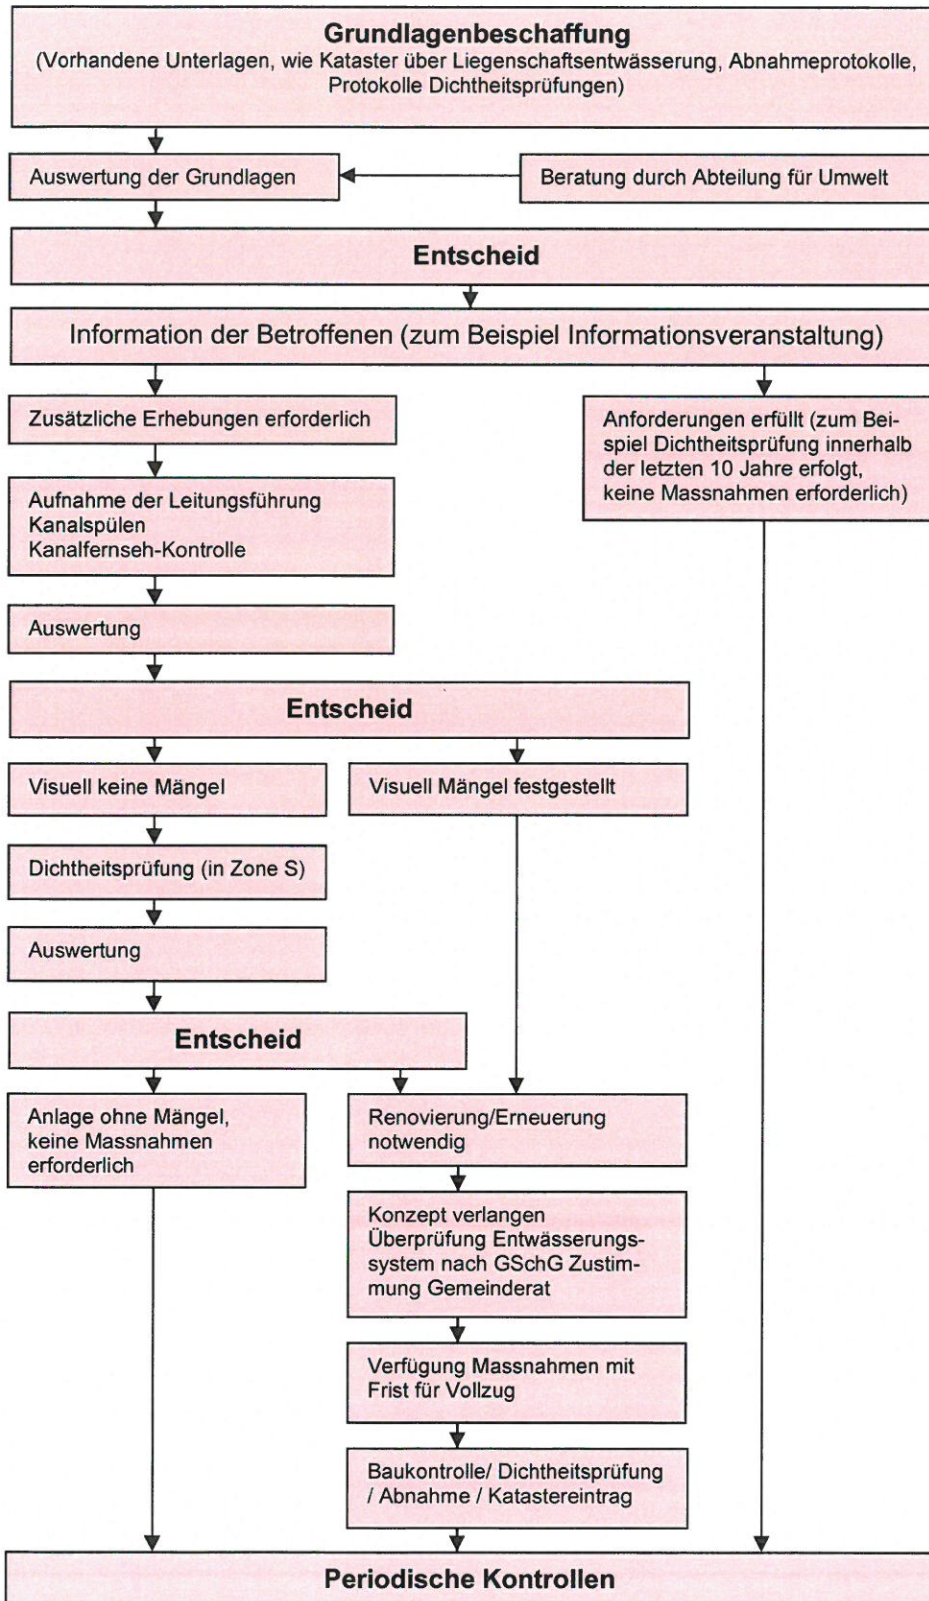 Grundlagenbeschaffung
(Vorhandene Unterlagen, wie Kataster über Liegenschaftsentwässerung, Abnahmeprotokolle,
Protokolle Dichtheitsprüfungen)
Auswertung der Grundlagen
Beratung durch Abteilung für Umwelt
Entscheid
Information der Betroffenen (zum Beispiel Informationsveranstaltung)
Zusätzliche Erhebungen erforderlich
Anforderungen erfüllt (zum Bei-
spiel Dichtheitsprüfung innerhalb
der letzten 10 Jahre erfolgt,
keine Massnahmen erforderlich)
Aufnahme der Leitungsführung
Kanalspülen
Kanalfernseh-Kontrolle
Auswertung
Entscheid
Visuell keine Mängel
Visuell Mängel festgestellt
Dichtheitsprüfung (in Zone S)
Auswertung
Entscheid
Anlage ohne Mängel,
keine Massnahmen
erforderlich
Renovierung/Erneuerung
notwendig
Konzept verlangen
Überprüfung Entwässerungs-
system nach GSchG Zustim-
mung Gemeinderat
Verfügung Massnahmen mit
Frist für Vollzug
Baukontrolle/ Dichtheitsprüfung
/ Abnahme / Katastereintrag
Periodische Kontrollen